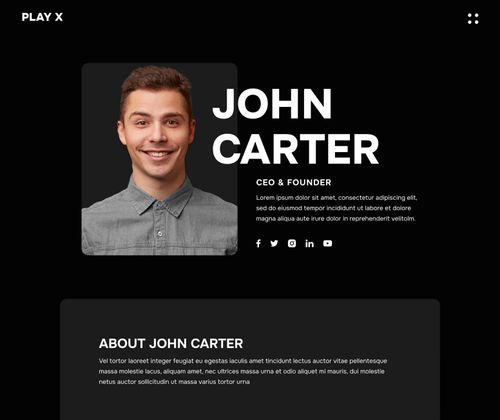 PLAY X
JOHN
CARTER
CEO & FOUNDER
Lorem ipsum dolor sit amet, consectetur adipiscing elit,
sed do eiusmod tempor incididunt ut labore et dolore
magna aliqua aute irure dolor in reprehenderit velitolm.
ABOUT JOHN CARTER
Vel tortor laoreet integer feugiat eu egestas iaculis amet tincidunt lectus auctor vitae pellentesque
massa molestie lacus, aliquam amet, nec ultrices massa urna et odio aliquet mi mauris, dui molestie
netus auctor sollicitudin ut massa varius tortor urna